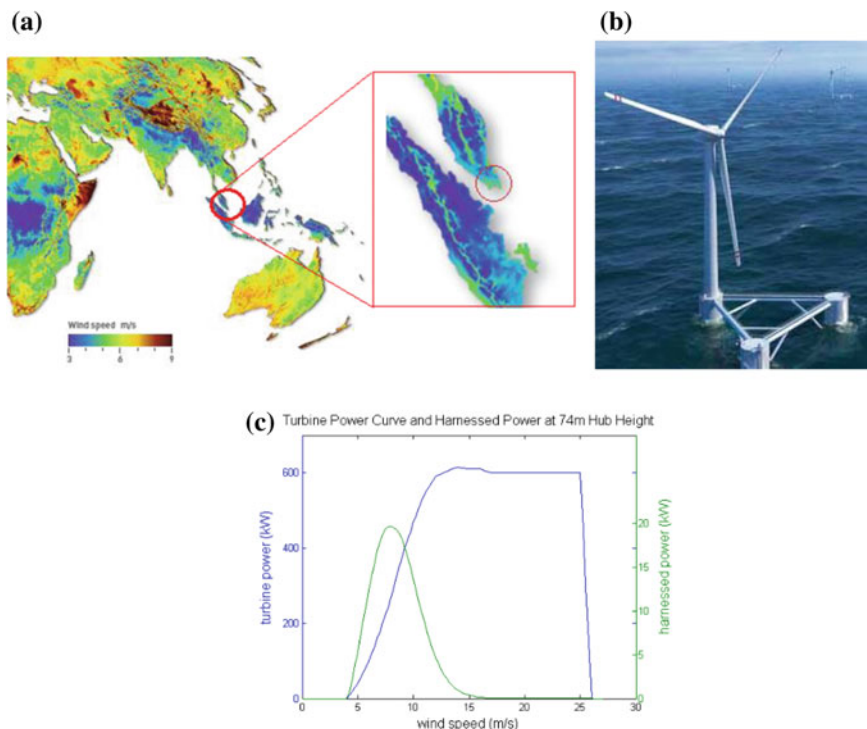 (a)
(b)
Wind speed m/s
3 6 9
(c)
Turbine Power Curve and Harnessed Power at 74m Hub Height
turbine power (kW)
600
400
200
0
harnessed power (kW)
20
15
10
5
0
0 5 10 15 20 25 30
wind speed (m/s)